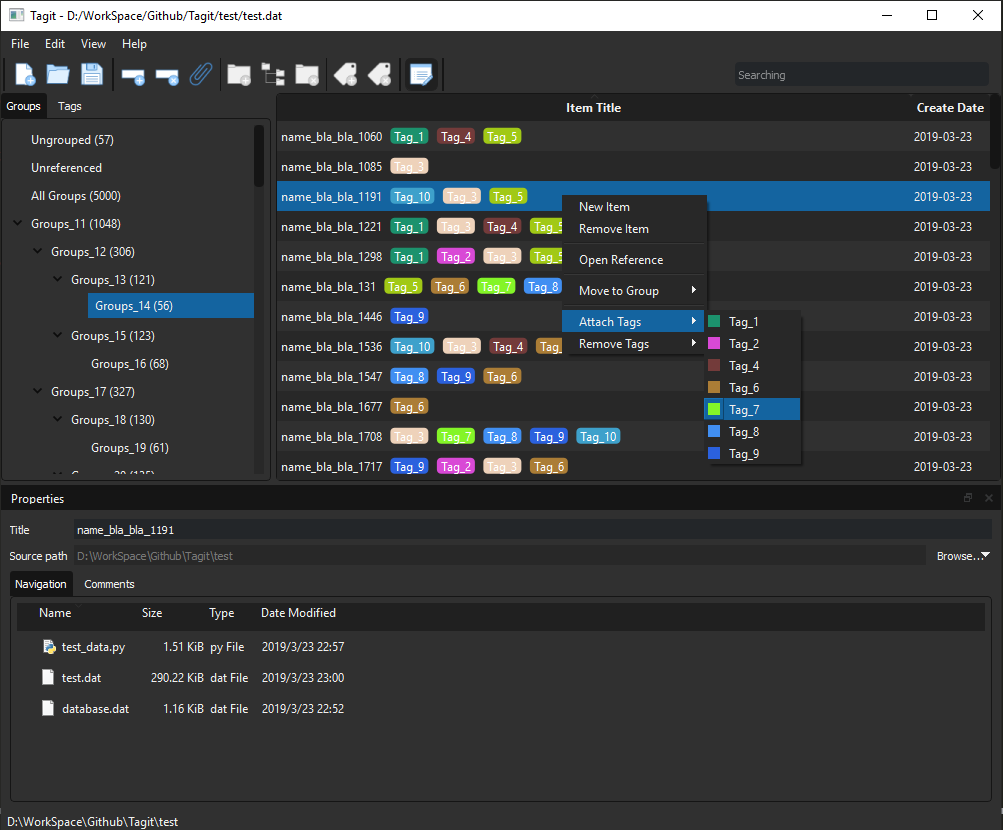 Tagit - D:/WorkSpace/Github/Tagit/test/test.dat
File Edit View Help
Searching
Groups Tags
Item Title Create Date
Ungrouped (57)
Unreferenced
All Groups (5000)
Groups_11 (1048)
Groups_12 (306)
Groups_13 (121)
Groups_14 (56)
Groups_15 (123)
Groups_16 (68)
Groups_17 (327)
Groups_18 (130)
Groups_19 (61)
name_bla_bla_1060 Tag_1 Tag_4 Tag_5 2019-03-23
name_bla_bla_1085 Tag_3 2019-03-23
name_bla_bla_1191 Tag_10 Tag_3 Tag_5 2019-03-23
name_bla_bla_1221 Tag_1 Tag_3 Tag_4 Tag_5 2019-03-23
name_bla_bla_1298 Tag_1 Tag_2 Tag_3 Tag_5 2019-03-23
name_bla_bla_131 Tag_5 Tag_6 Tag_7 Tag_8 2019-03-23
name_bla_bla_1446 Tag_9 2019-03-23
name_bla_bla_1536 Tag_10 Tag_3 Tag_4 Tag_ 2019-03-23
name_bla_bla_1547 Tag_8 Tag_9 Tag_6 2019-03-23
name_bla_bla_1677 Tag_6 2019-03-23
name_bla_bla_1708 Tag_3 Tag_7 Tag_8 Tag_9 Tag_10 2019-03-23
name_bla_bla_1717 Tag_9 Tag_2 Tag_3 Tag_6 2019-03-23
New Item
Remove Item
Open Reference
Move to Group
Attach Tags
Remove Tags
Tag_1
Tag_2
Tag_4
Tag_6
Tag_7
Tag_8
Tag_9
Properties
Title name_bla_bla_1191
Source path D:\WorkSpace\Github\Tagit\test Browse...
Navigation Comments
Name Size Type Date Modified
test_data.py 1.51 KiB py File 2019/3/23 22:57
test.dat 290.22 KiB dat File 2019/3/23 23:00
database.dat 1.16 KiB dat File 2019/3/23 22:52
D:\WorkSpace\Github\Tagit\test